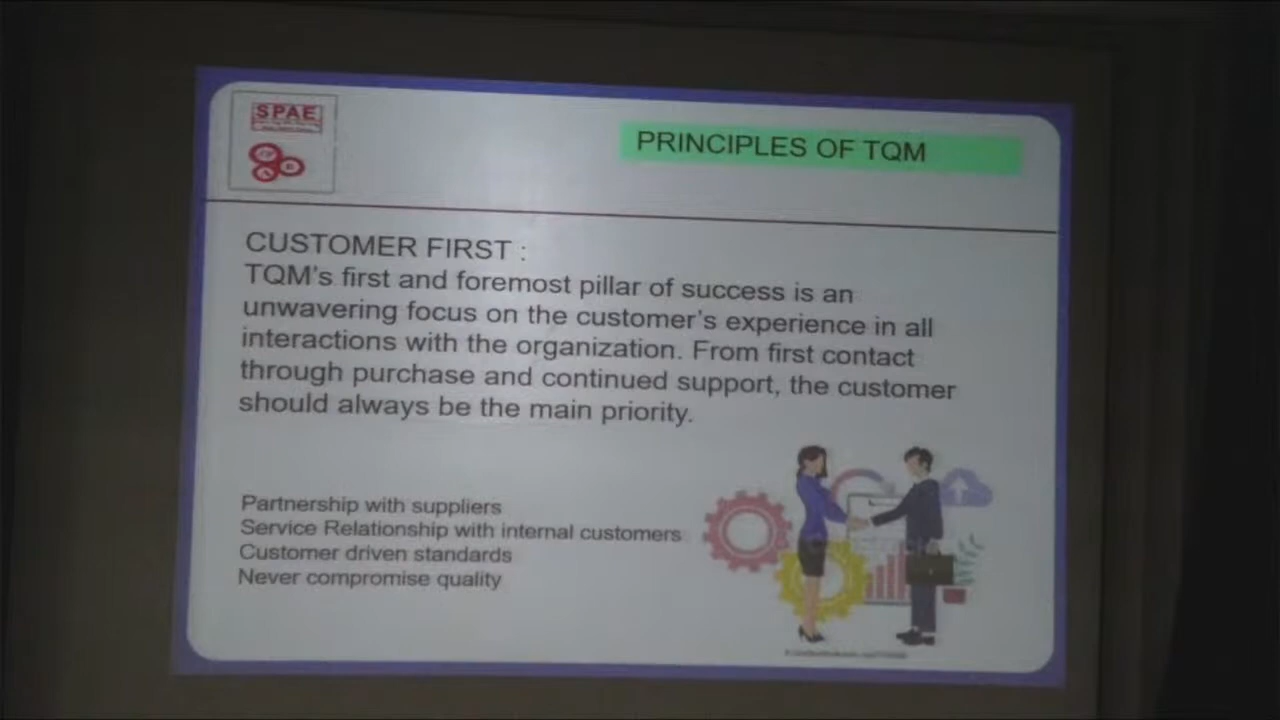 SPAE
PRINCIPLES OF TQM
CUSTOMER FIRST :
TQM's first and foremost pillar of success is an
unwavering focus on the customer's experience in all
interactions with the organization. From first contact
through purchase and continued support, the customer
should always be the main priority.
Partnership with suppliers
Service Relationship with internal customers
Customer driven standards
Never compromise quality